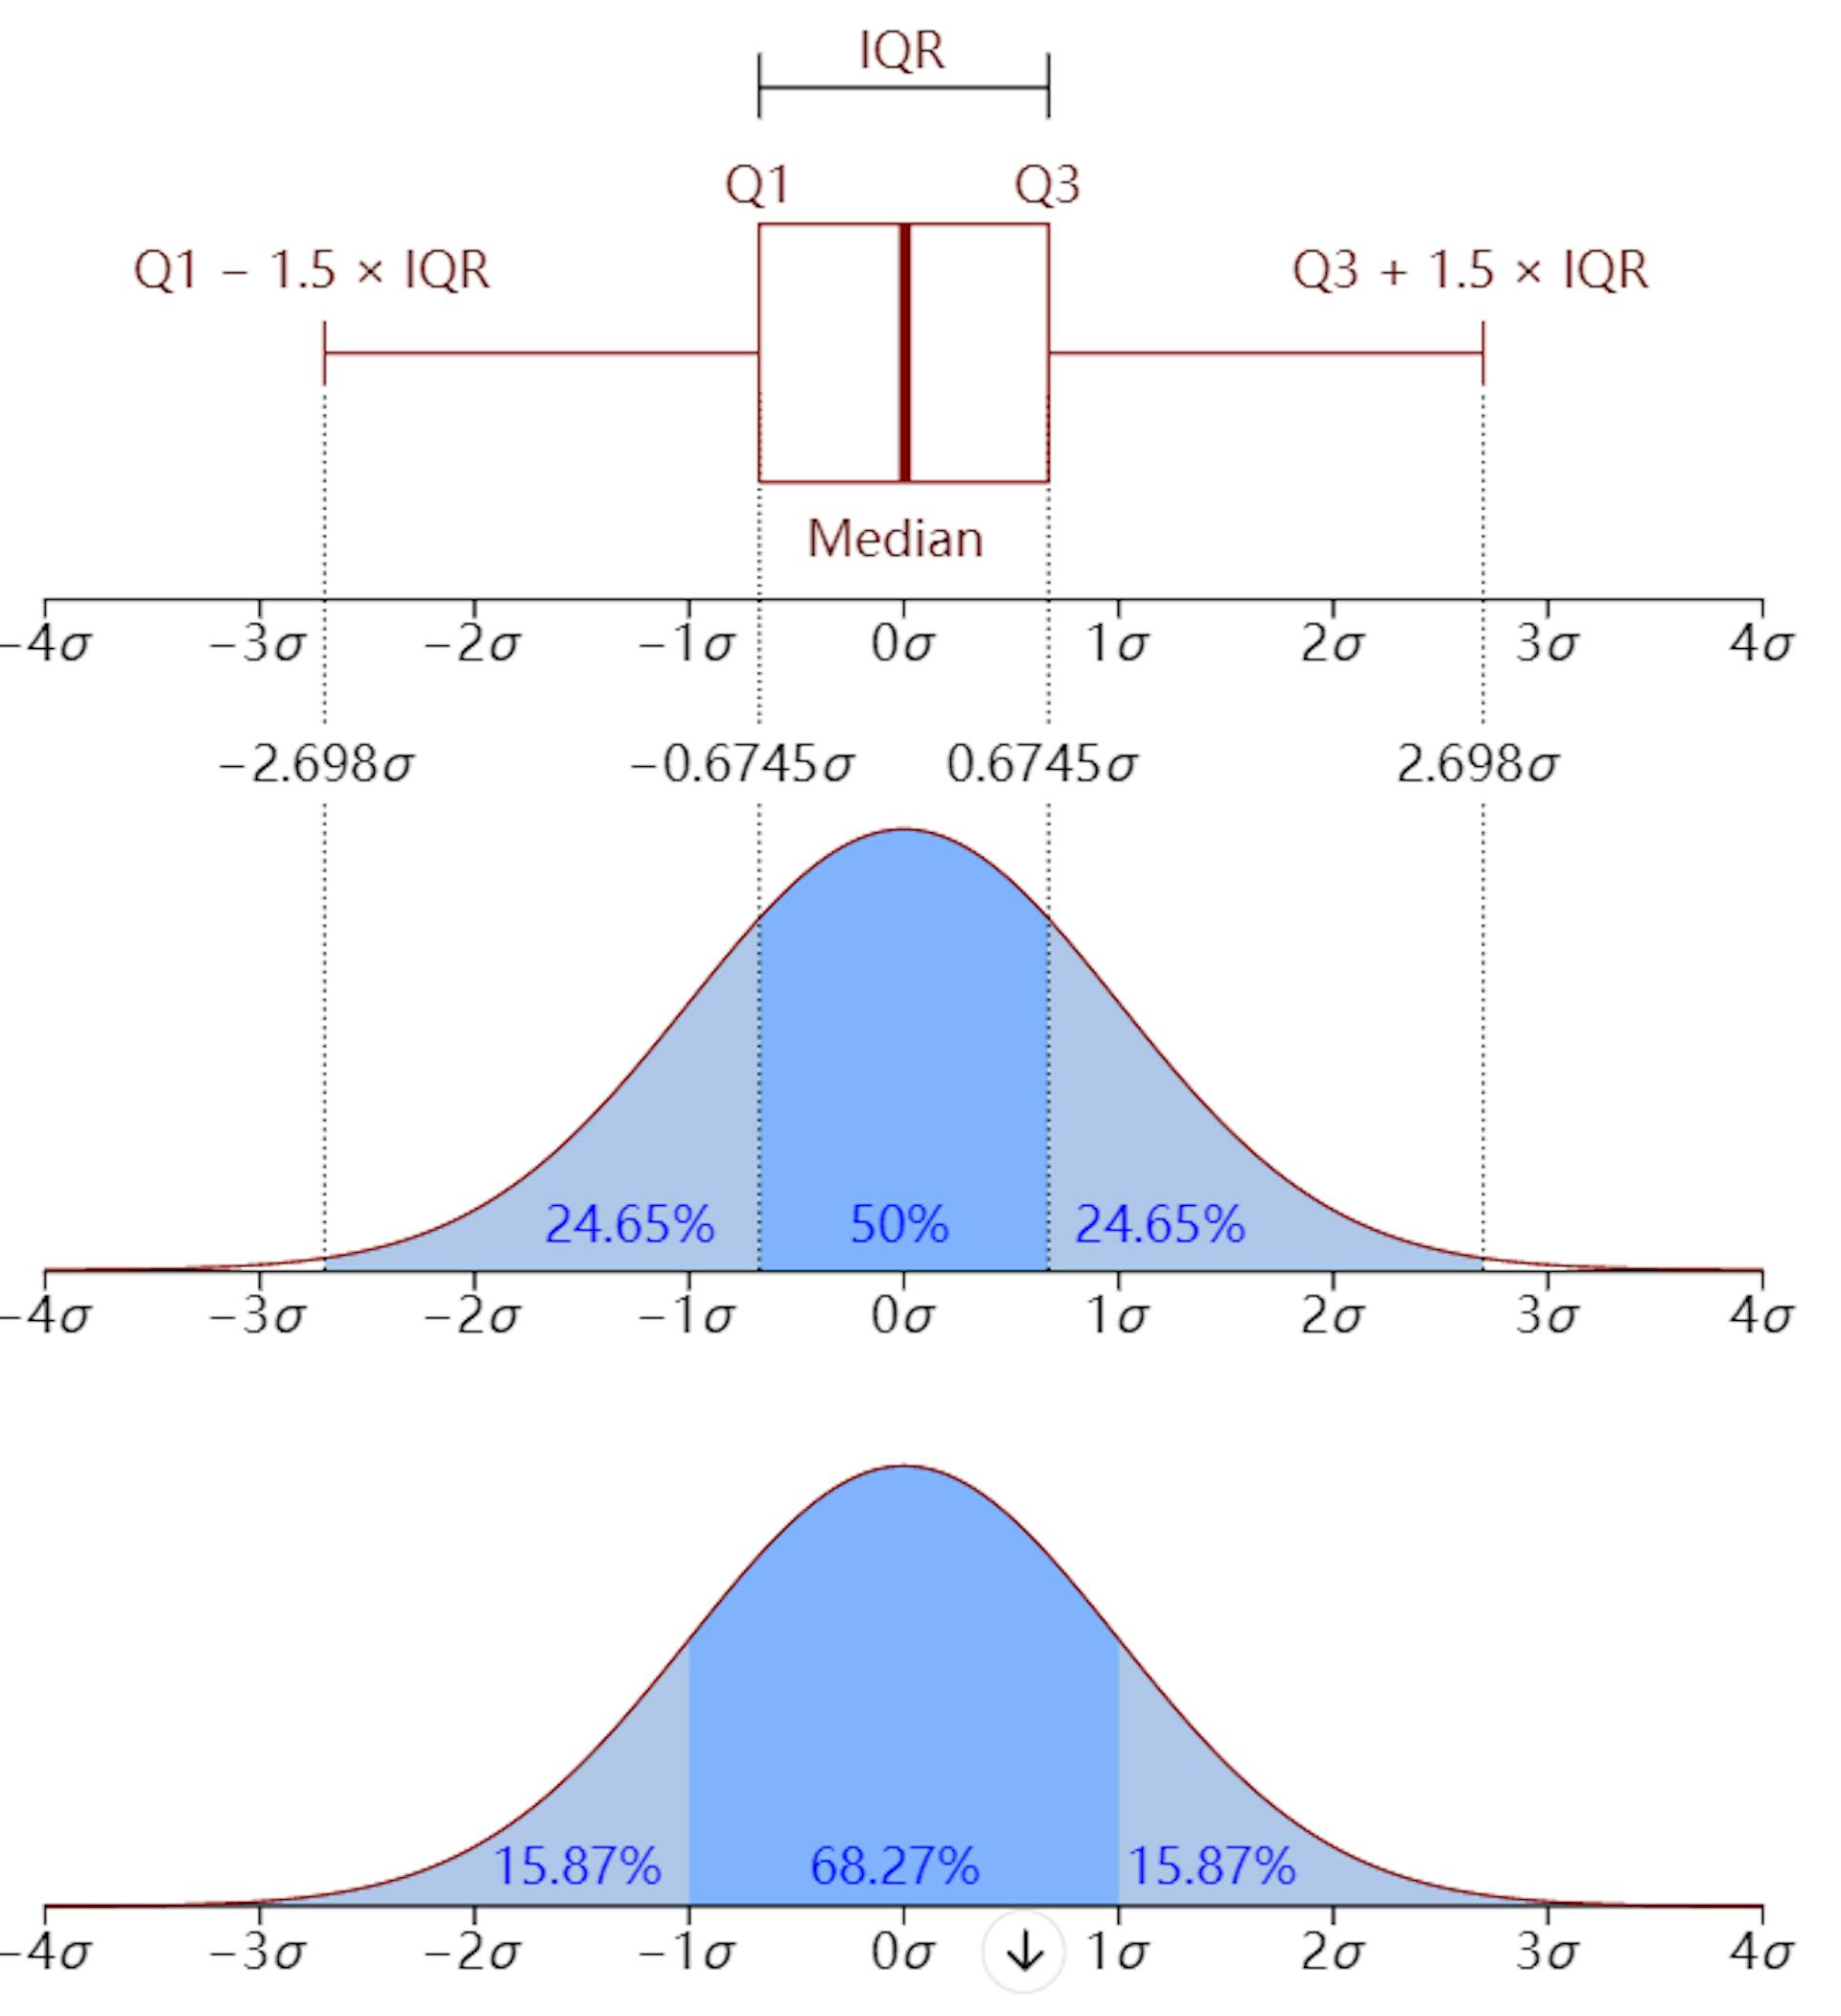 IQR
Q1 Q3
Q1 − 1.5 × IQR Q3 + 1.5 × IQR
Median
−4σ −3σ −2σ −1σ 0σ 1σ 2σ 3σ 4σ
−2.698σ −0.6745σ 0.6745σ 2.698σ
24.65% 50% 24.65%
−4σ −3σ −2σ −1σ 0σ 1σ 2σ 3σ 4σ
15.87% 68.27% 15.87%
−4σ −3σ −2σ −1σ 0σ 1σ 2σ 3σ 4σ